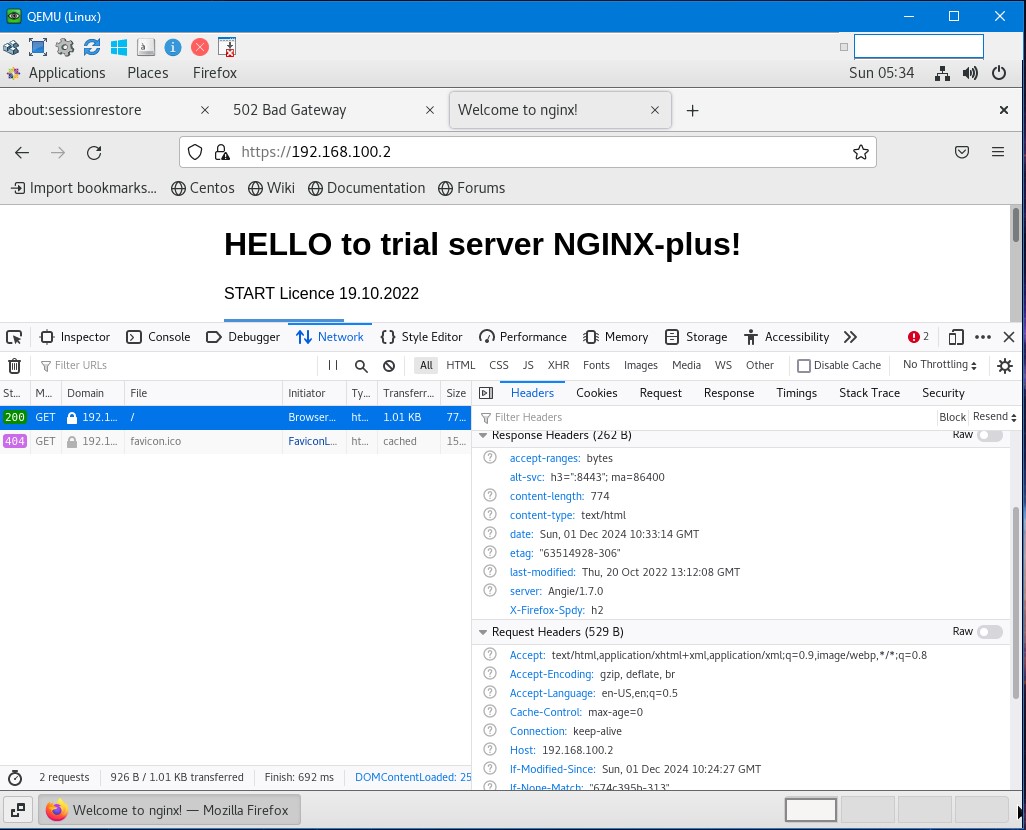 QEMU (Linux)
Applications Places Firefox Sun 05:34
about:sessionrestore 502 Bad Gateway Welcome to nginx!
https://192.168.100.2
Import bookmarks... Centos Wiki Documentation Forums
HELLO to trial server NGINX-plus!
START Licence 19.10.2022
Inspector Console Debugger Network Style Editor Performance Memory Storage Accessibility 2
Filter URLs All HTML CSS JS XHR Fonts Images Media WS Other Disable Cache No Throttling
St... M... Domain File Initiator Ty... Transferr... Size
200 GET 192.1... / Browser... ht... 1.01 KB 77...
404 GET 192.1... favicon.ico FaviconL... ht... cached 15...
Headers Cookies Request Response Timings Stack Trace Security
Filter Headers Block Resend
Response Headers (262 B) Raw
accept-ranges: bytes
alt-svc: h3=":8443"; ma=86400
content-length: 774
content-type: text/html
date: Sun, 01 Dec 2024 10:33:14 GMT
etag: "63514928-306"
last-modified: Thu, 20 Oct 2022 13:12:08 GMT
server: Angie/1.7.0
X-Firefox-Spdy: h2
Request Headers (529 B) Raw
Accept: text/html,application/xhtml+xml,application/xml;q=0.9,image/webp,*/*;q=0.8
Accept-Encoding: gzip, deflate, br
Accept-Language: en-US,en;q=0.5
Cache-Control: max-age=0
Connection: keep-alive
Host: 192.168.100.2
If-Modified-Since: Sun, 01 Dec 2024 10:24:27 GMT
If-None-Match: "674c395b-313"
2 requests 926 B / 1.01 KB transferred Finish: 692 ms DOMContentLoaded: 25
Welcome to nginx! — Mozilla Firefox